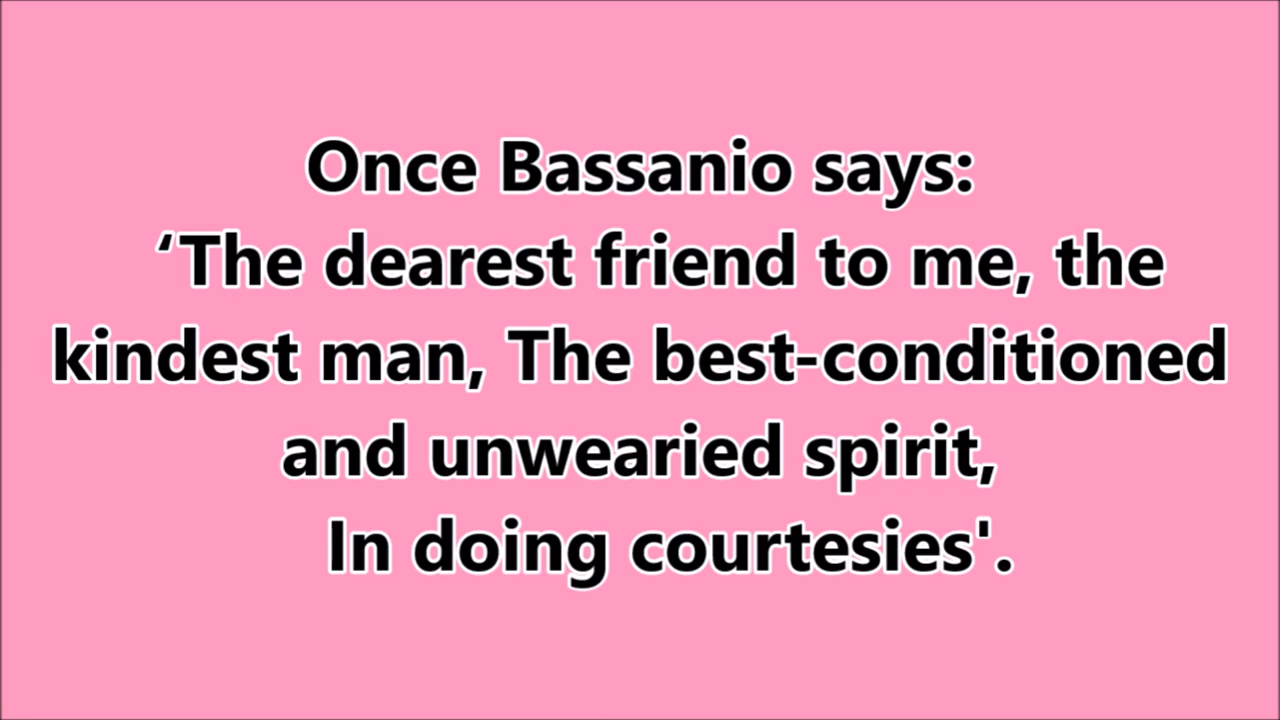 Once Bassanio says:
‘The dearest friend to me, the
kindest man, The best-conditioned
and unwearied spirit,
In doing courtesies'.